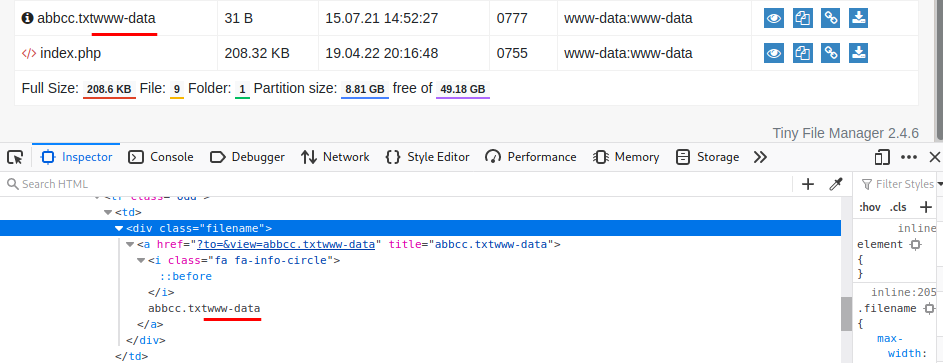 abbcc.txtwww-data 31 B 15.07.21 14:52:27 0777 www-data:www-data
</> index.php 208.32 KB 19.04.22 20:16:48 0755 www-data:www-data
Full Size: 208.6 KB File: 9 Folder: 1 Partition size: 8.81 GB free of 49.18 GB
Tiny File Manager 2.4.6
Inspector Console Debugger Network Style Editor Performance Memory Storage
Search HTML
Filter Styles
:hov .cls
<td>
<div class="filename">
<a href="?to=&view=abbcc.txtwww-data" title="abbcc.txtwww-data">
<i class="fa fa-info-circle">
::before
</i>
abbcc.txtwww-data
</a>
</div>
</td>
inline
element
{
}
inline:205
.filename
{
max-
width: